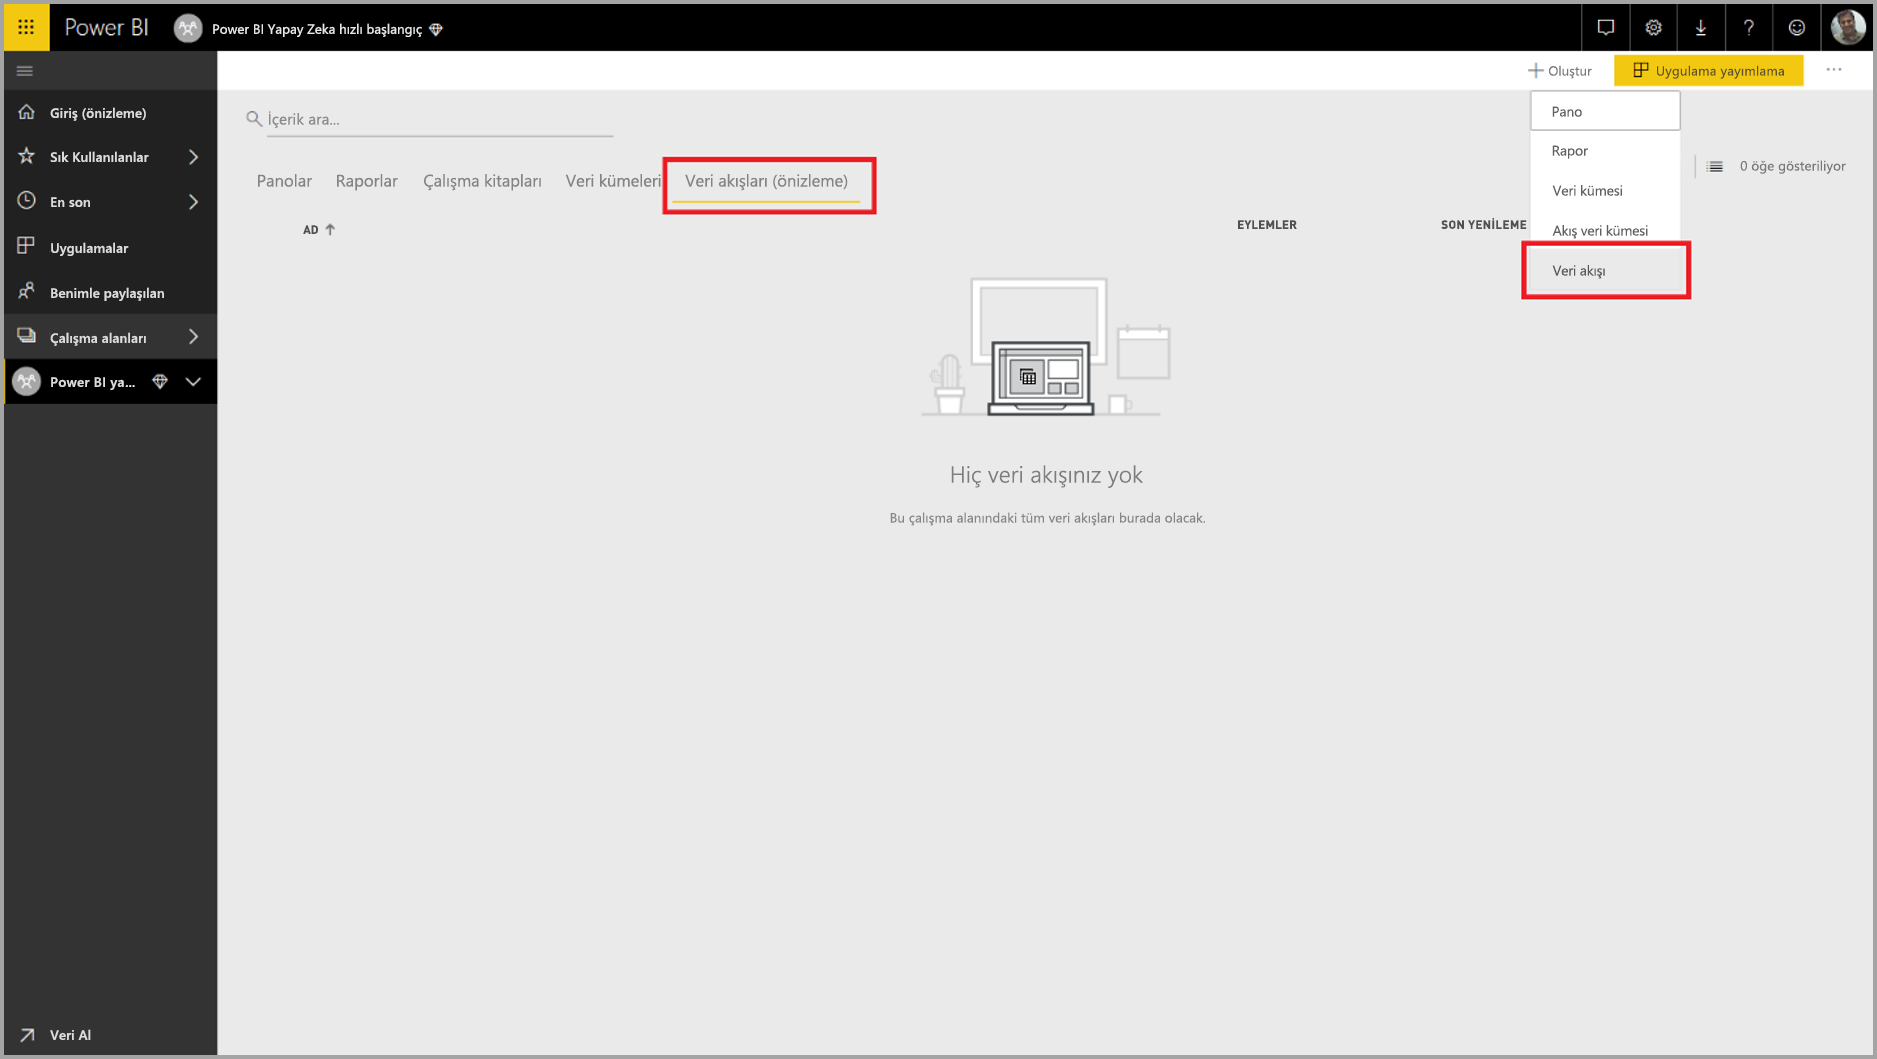 Power BI
Power BI Yapay Zeka hızlı başlangıç
Oluştur
Uygulama yayımlama
Giriş (önizleme)
Sık Kullanılanlar
En son
Uygulamalar
Benimle paylaşılan
Çalışma alanları
Power BI ya...
Veri Al
İçerik ara...
Panolar
Raporlar
Çalışma kitapları
Veri kümeleri
Veri akışları (önizleme)
Pano
Rapor
Veri kümesi
Akış veri kümesi
Veri akışı
0 öğe gösteriliyor
AD
EYLEMLER
SON YENİLEME
Hiç veri akışınız yok
Bu çalışma alanındaki tüm veri akışları burada olacak.